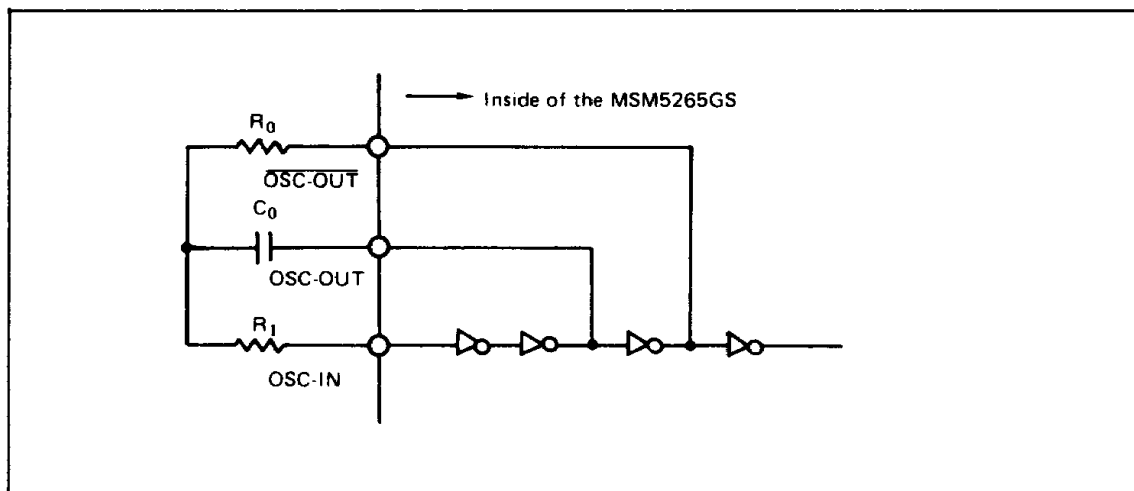 Inside of the MSM5265GS
R0
OSC-OUT
C0
OSC-OUT
R1
OSC-IN